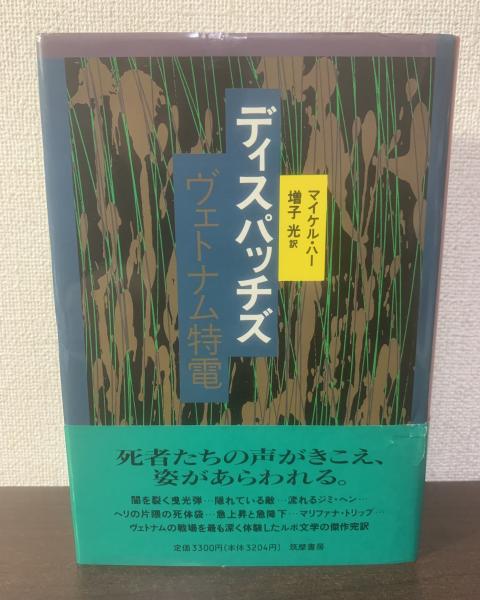 ディスパッチズ
ヴェトナム特電
マイケル・ハー
増子 光 訳
死者たちの声がきこえ、
姿があらわれる。
闇を裂く曳光弾…隠れている敵…流れるジミ・ヘン…
ヘリの片隅の死体袋…急上昇と急降下…マリファナ・トリップ…
ヴェトナムの戦場を最も深く体験したルポ文学の傑作完訳
定価3300円(本体3204円) 筑摩書房